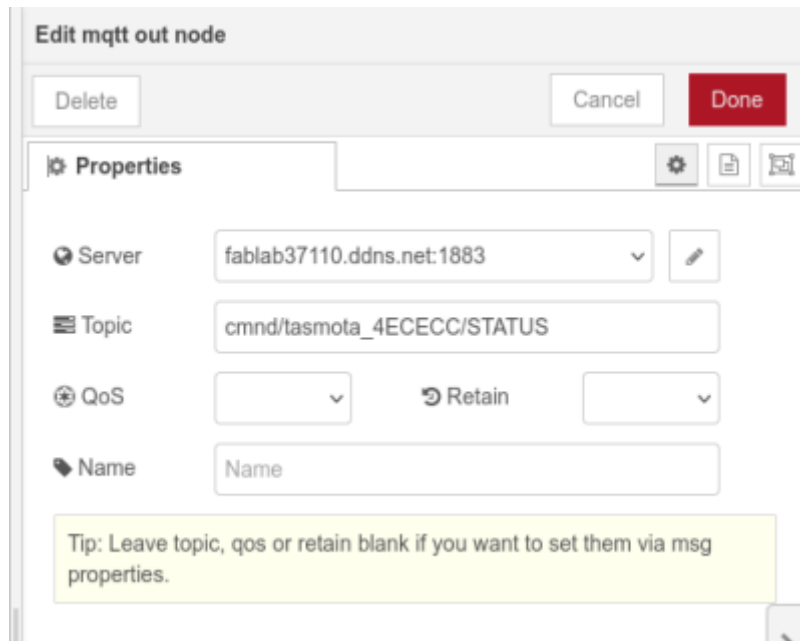 Edit mqtt out node
Delete
Cancel
Done
Properties
Server
fablab37110.ddns.net:1883
Topic
cmnd/tasmota_4ECECC/STATUS
QoS
Retain
Name
Name
Tip: Leave topic, qos or retain blank if you want to set them via msg
properties.